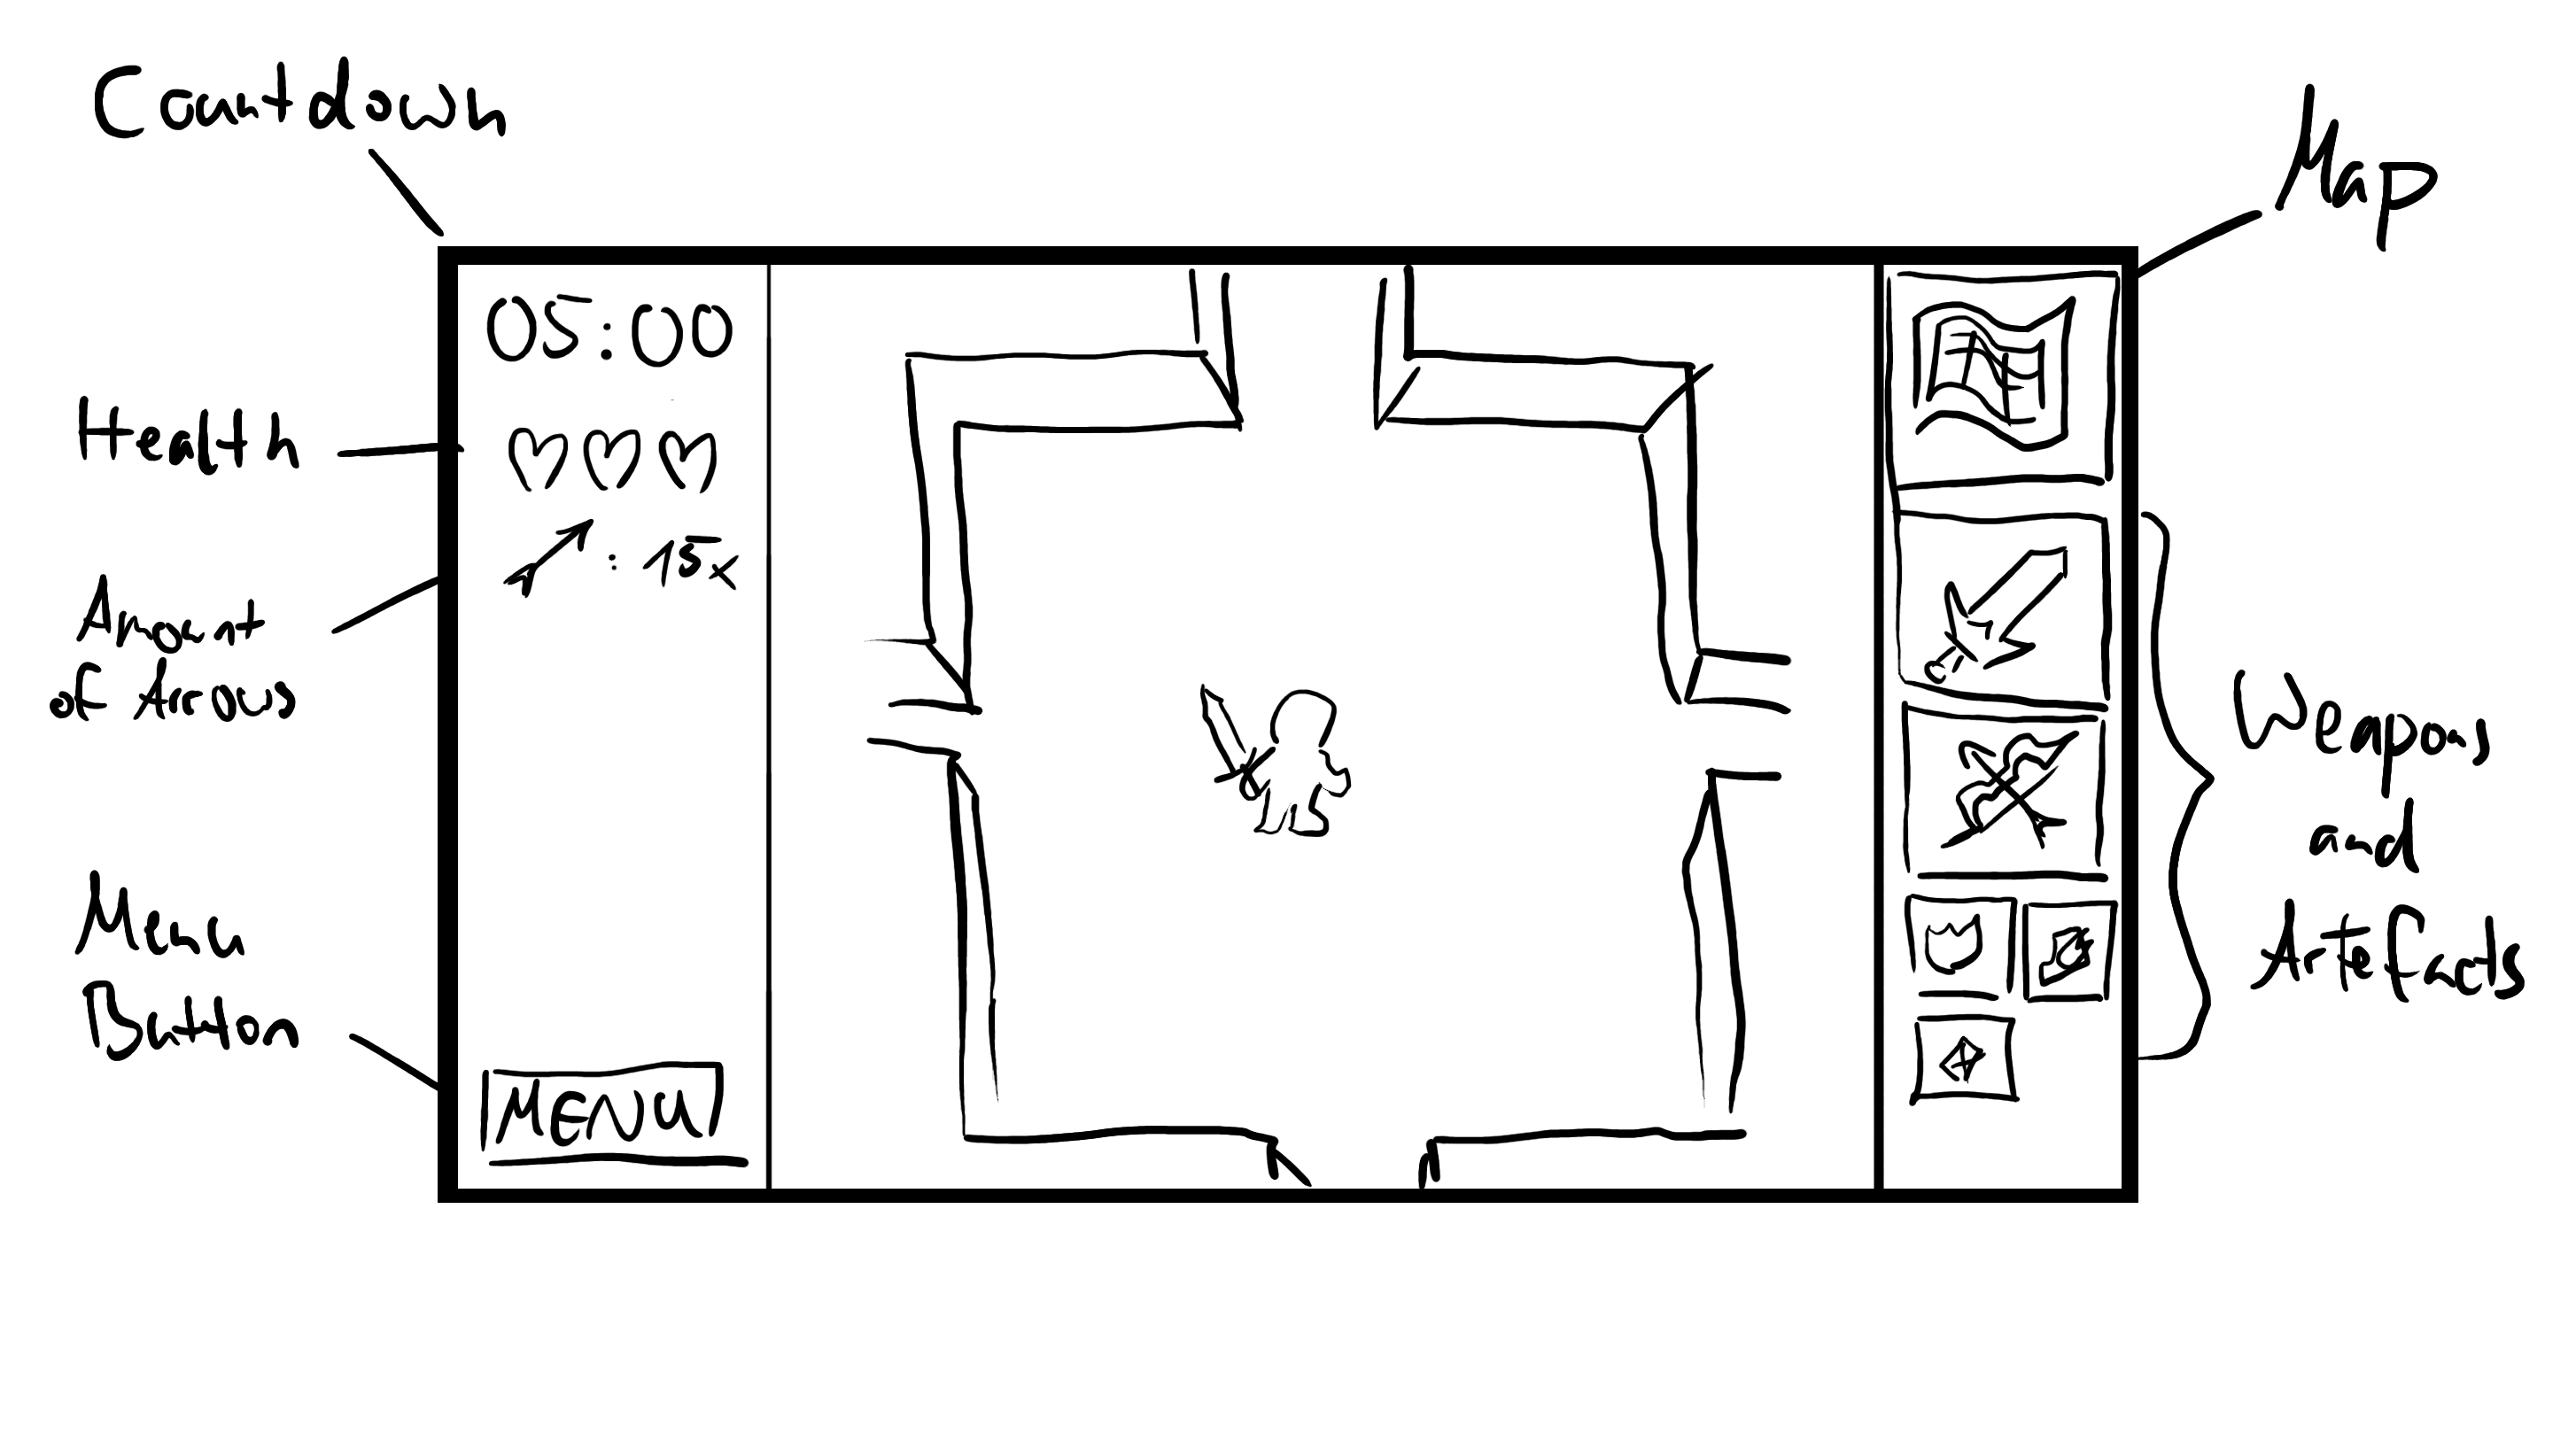 Countdown
Map
05:00
Health
: 15x
Amount
of Arrows
Weapons
and
Artefacts
Menu
Button
MENU